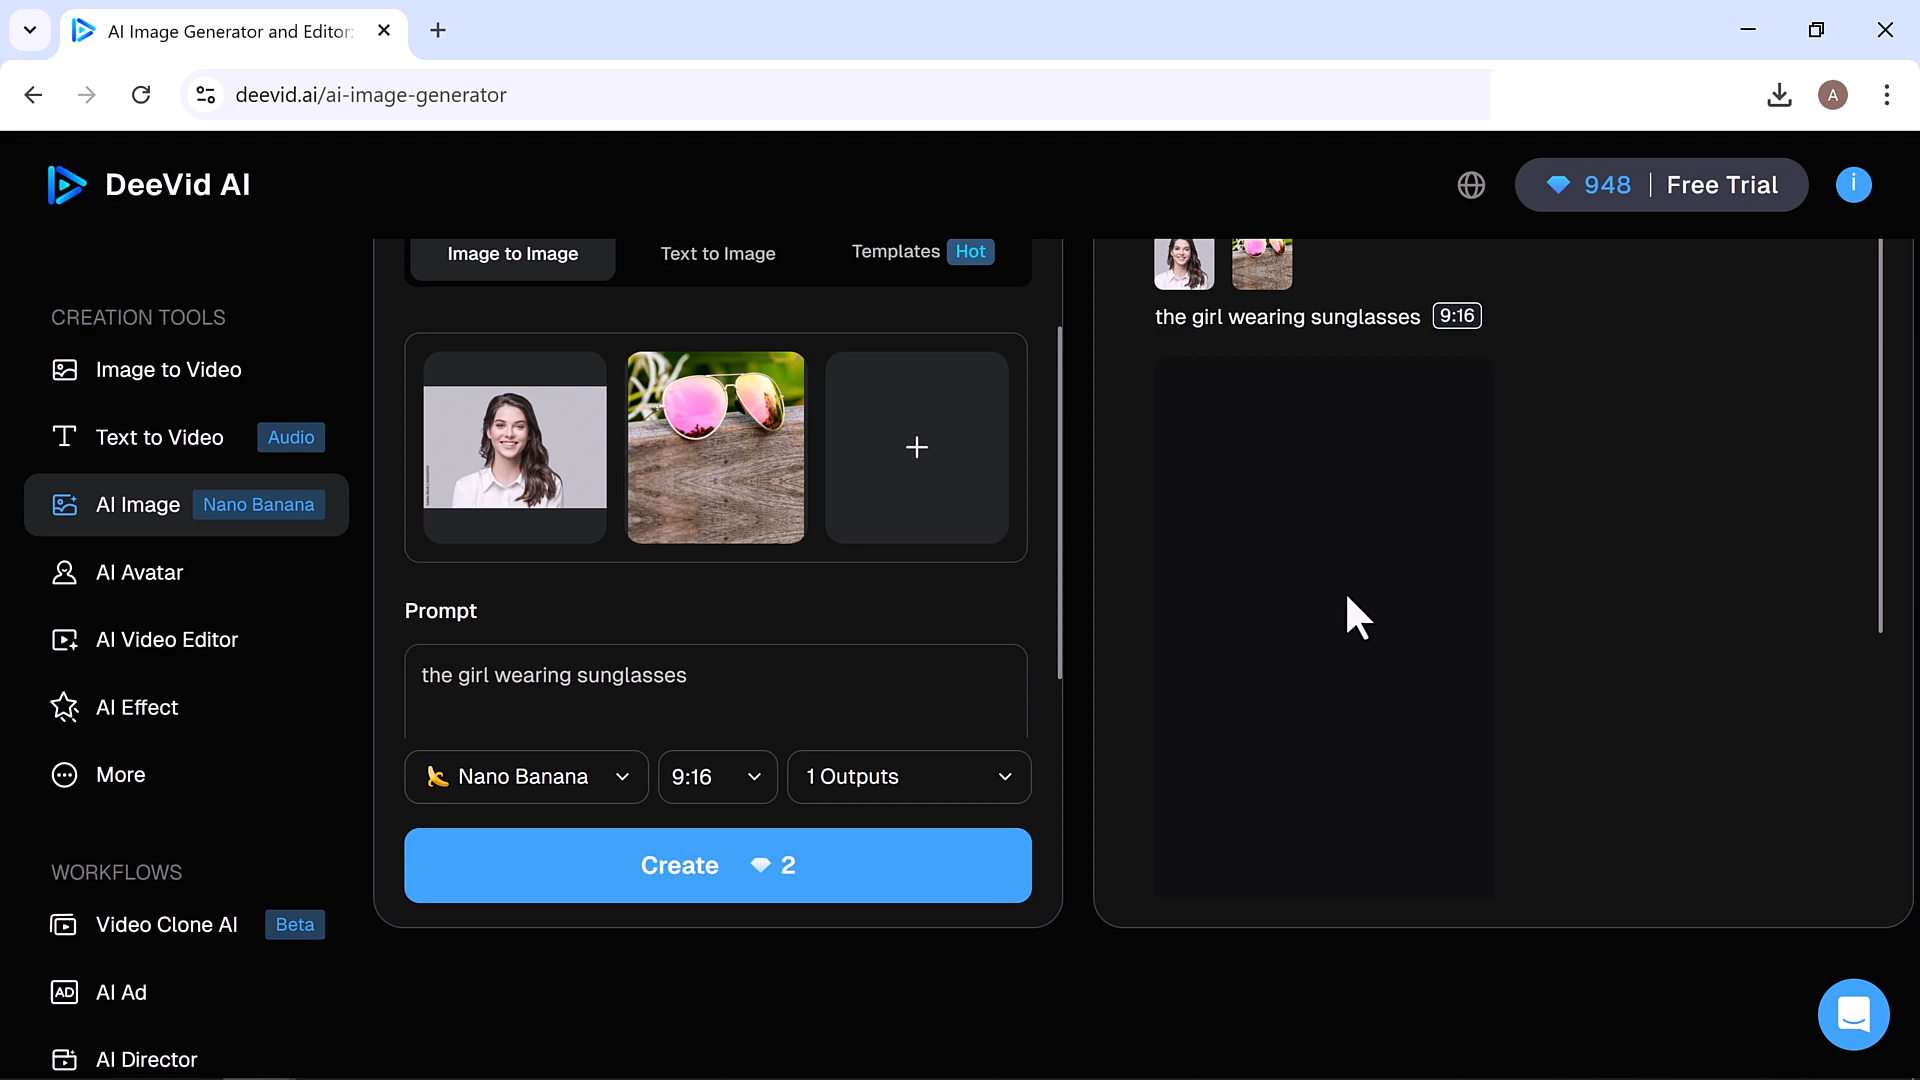 AI Image Generator and Editor:
deevid.ai/ai-image-generator
A
DeeVid AI
948 | Free Trial
i
Image to Image
Text to Image
Templates Hot
the girl wearing sunglasses 9:16
CREATION TOOLS
Image to Video
Text to Video Audio
AI Image Nano Banana
AI Avatar
AI Video Editor
AI Effect
More
Prompt
the girl wearing sunglasses
Nano Banana
9:16
1 Outputs
Create 2
WORKFLOWS
Video Clone AI Beta
AD AI Ad
AI Director